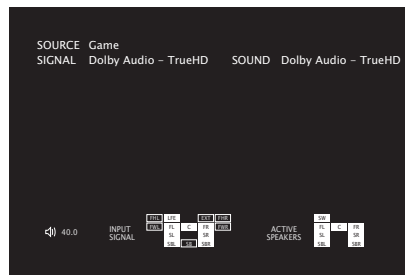 SOURCE Game
SIGNAL Dolby Audio – TrueHD SOUND Dolby Audio – TrueHD
FHL LFE EXT FHR SW
FWL FL C FR FWR FL C FR
40.0 INPUT SIGNAL SL SR ACTIVE SPEAKERS SL SR
SBL SB SBR SBL SBR